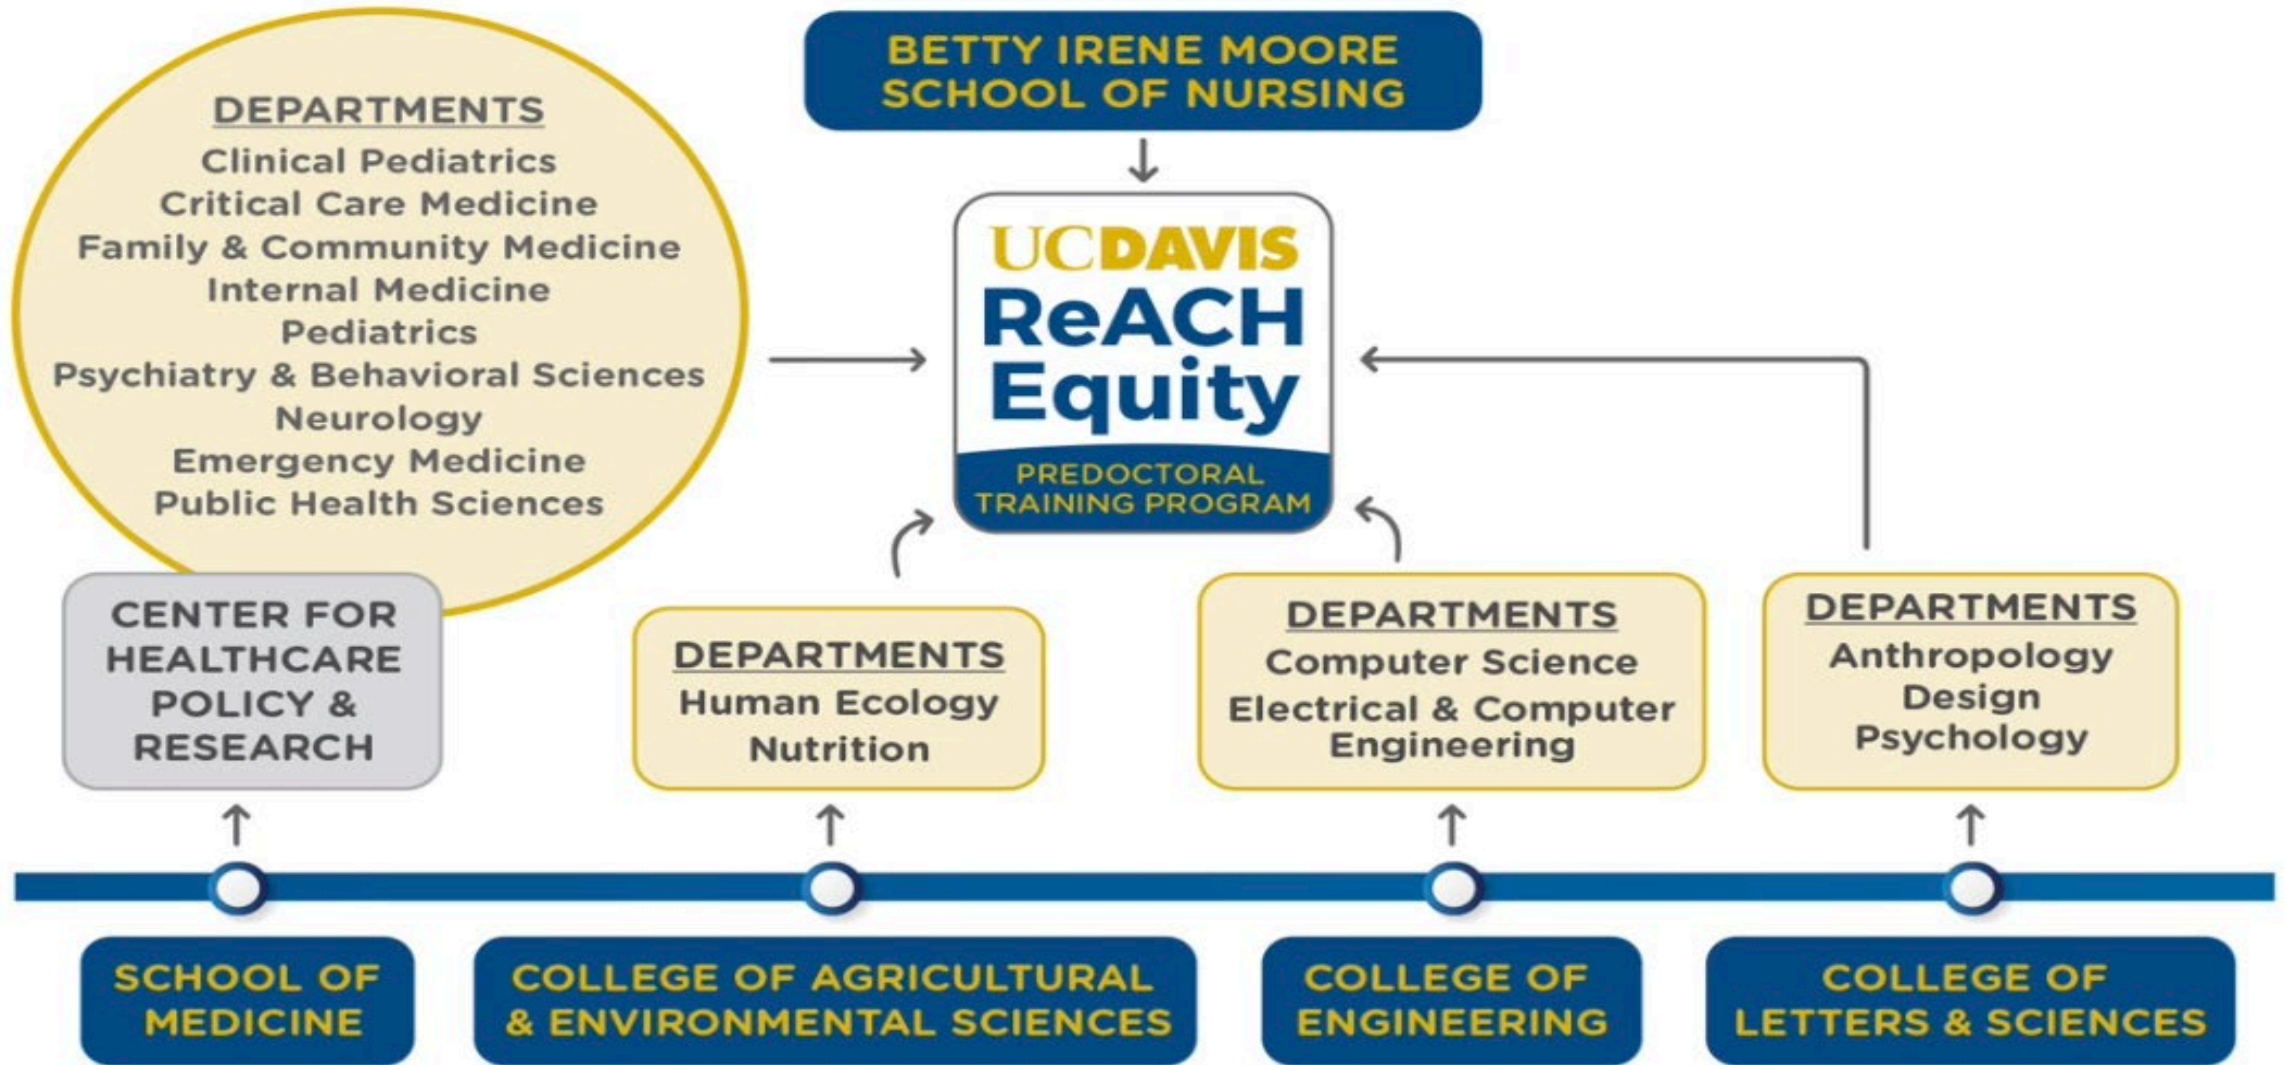 BETTY IRENE MOORE
SCHOOL OF NURSING
DEPARTMENTS
Clinical Pediatrics
Critical Care Medicine
Family & Community Medicine
Internal Medicine
Pediatrics
Psychiatry & Behavioral Sciences
Neurology
Emergency Medicine
Public Health Sciences
UCDAVIS
ReACH
Equity
PREDOCTORAL
TRAINING PROGRAM
CENTER FOR
HEALTHCARE
POLICY &
RESEARCH
DEPARTMENTS
Human Ecology
Nutrition
DEPARTMENTS
Computer Science
Electrical & Computer
Engineering
DEPARTMENTS
Anthropology
Design
Psychology
SCHOOL OF
MEDICINE
COLLEGE OF AGRICULTURAL
& ENVIRONMENTAL SCIENCES
COLLEGE OF
ENGINEERING
COLLEGE OF
LETTERS & SCIENCES